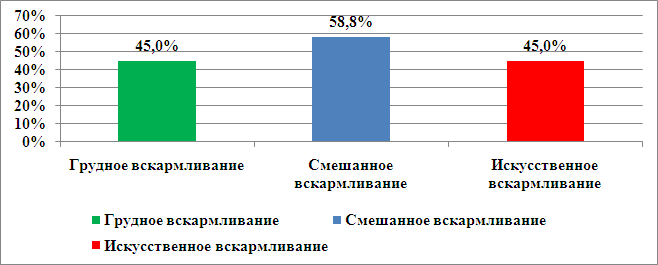 70%
60%
50%
40%
30%
20%
10%
0%
45,0%
58,8%
45,0%
Грудное вскармливание
Смешанное
вскармливание
Искусственное
вскармливание
Грудное вскармливание
Смешанное вскармливание
Искусственное вскармливание